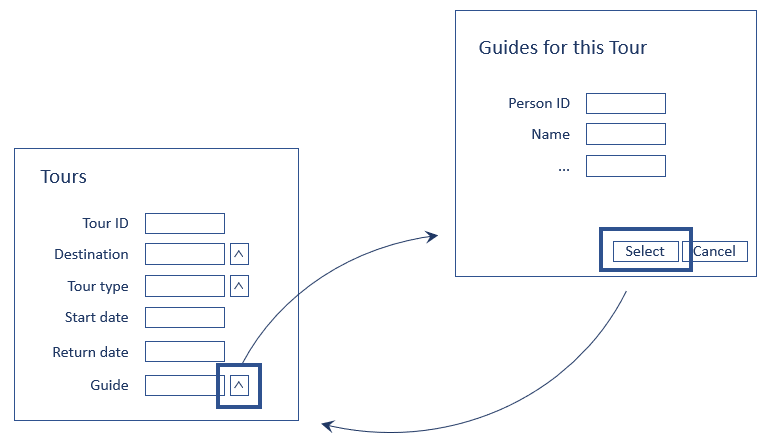 Guides for this Tour
Person ID
Name
...
Select
Cancel
Tours
Tour ID
Destination
Tour type
Start date
Return date
Guide